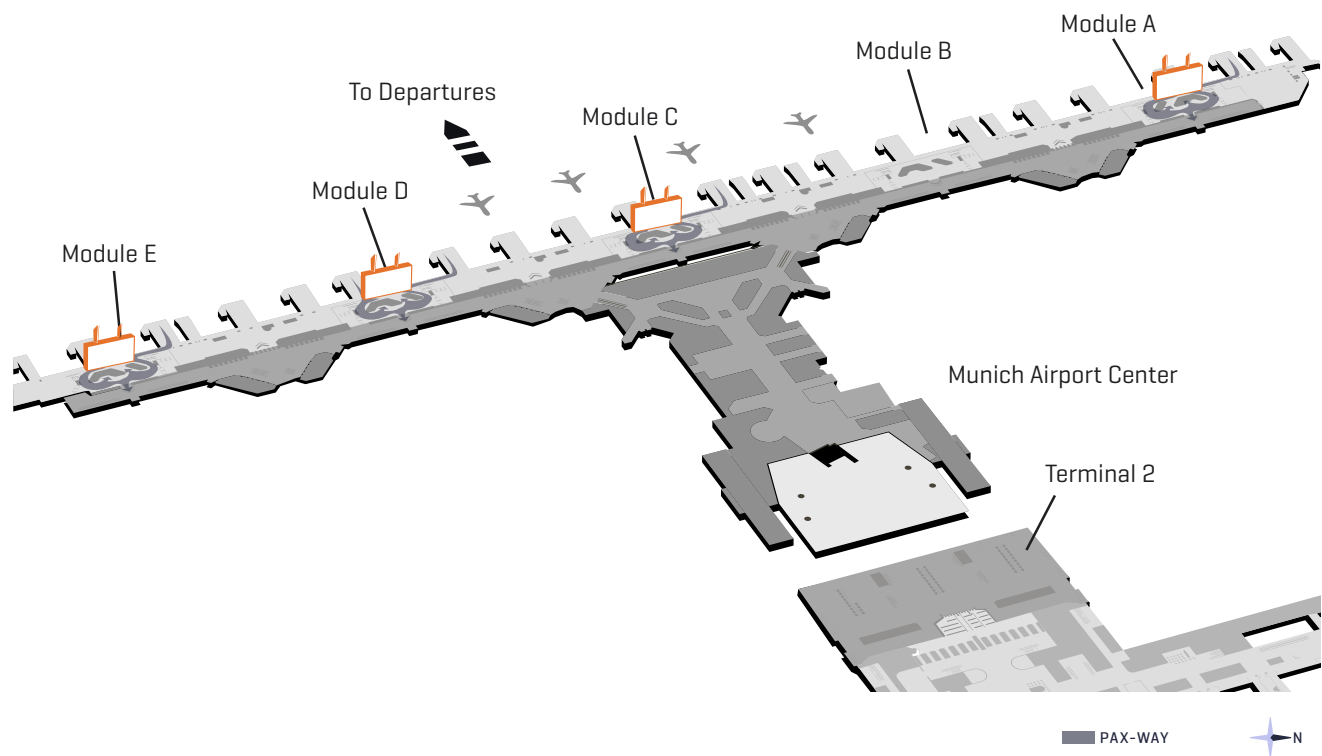 Module A
Module B
To Departures
Module C
Module D
Module E
Munich Airport Center
Terminal 2
PAX-WAY
N